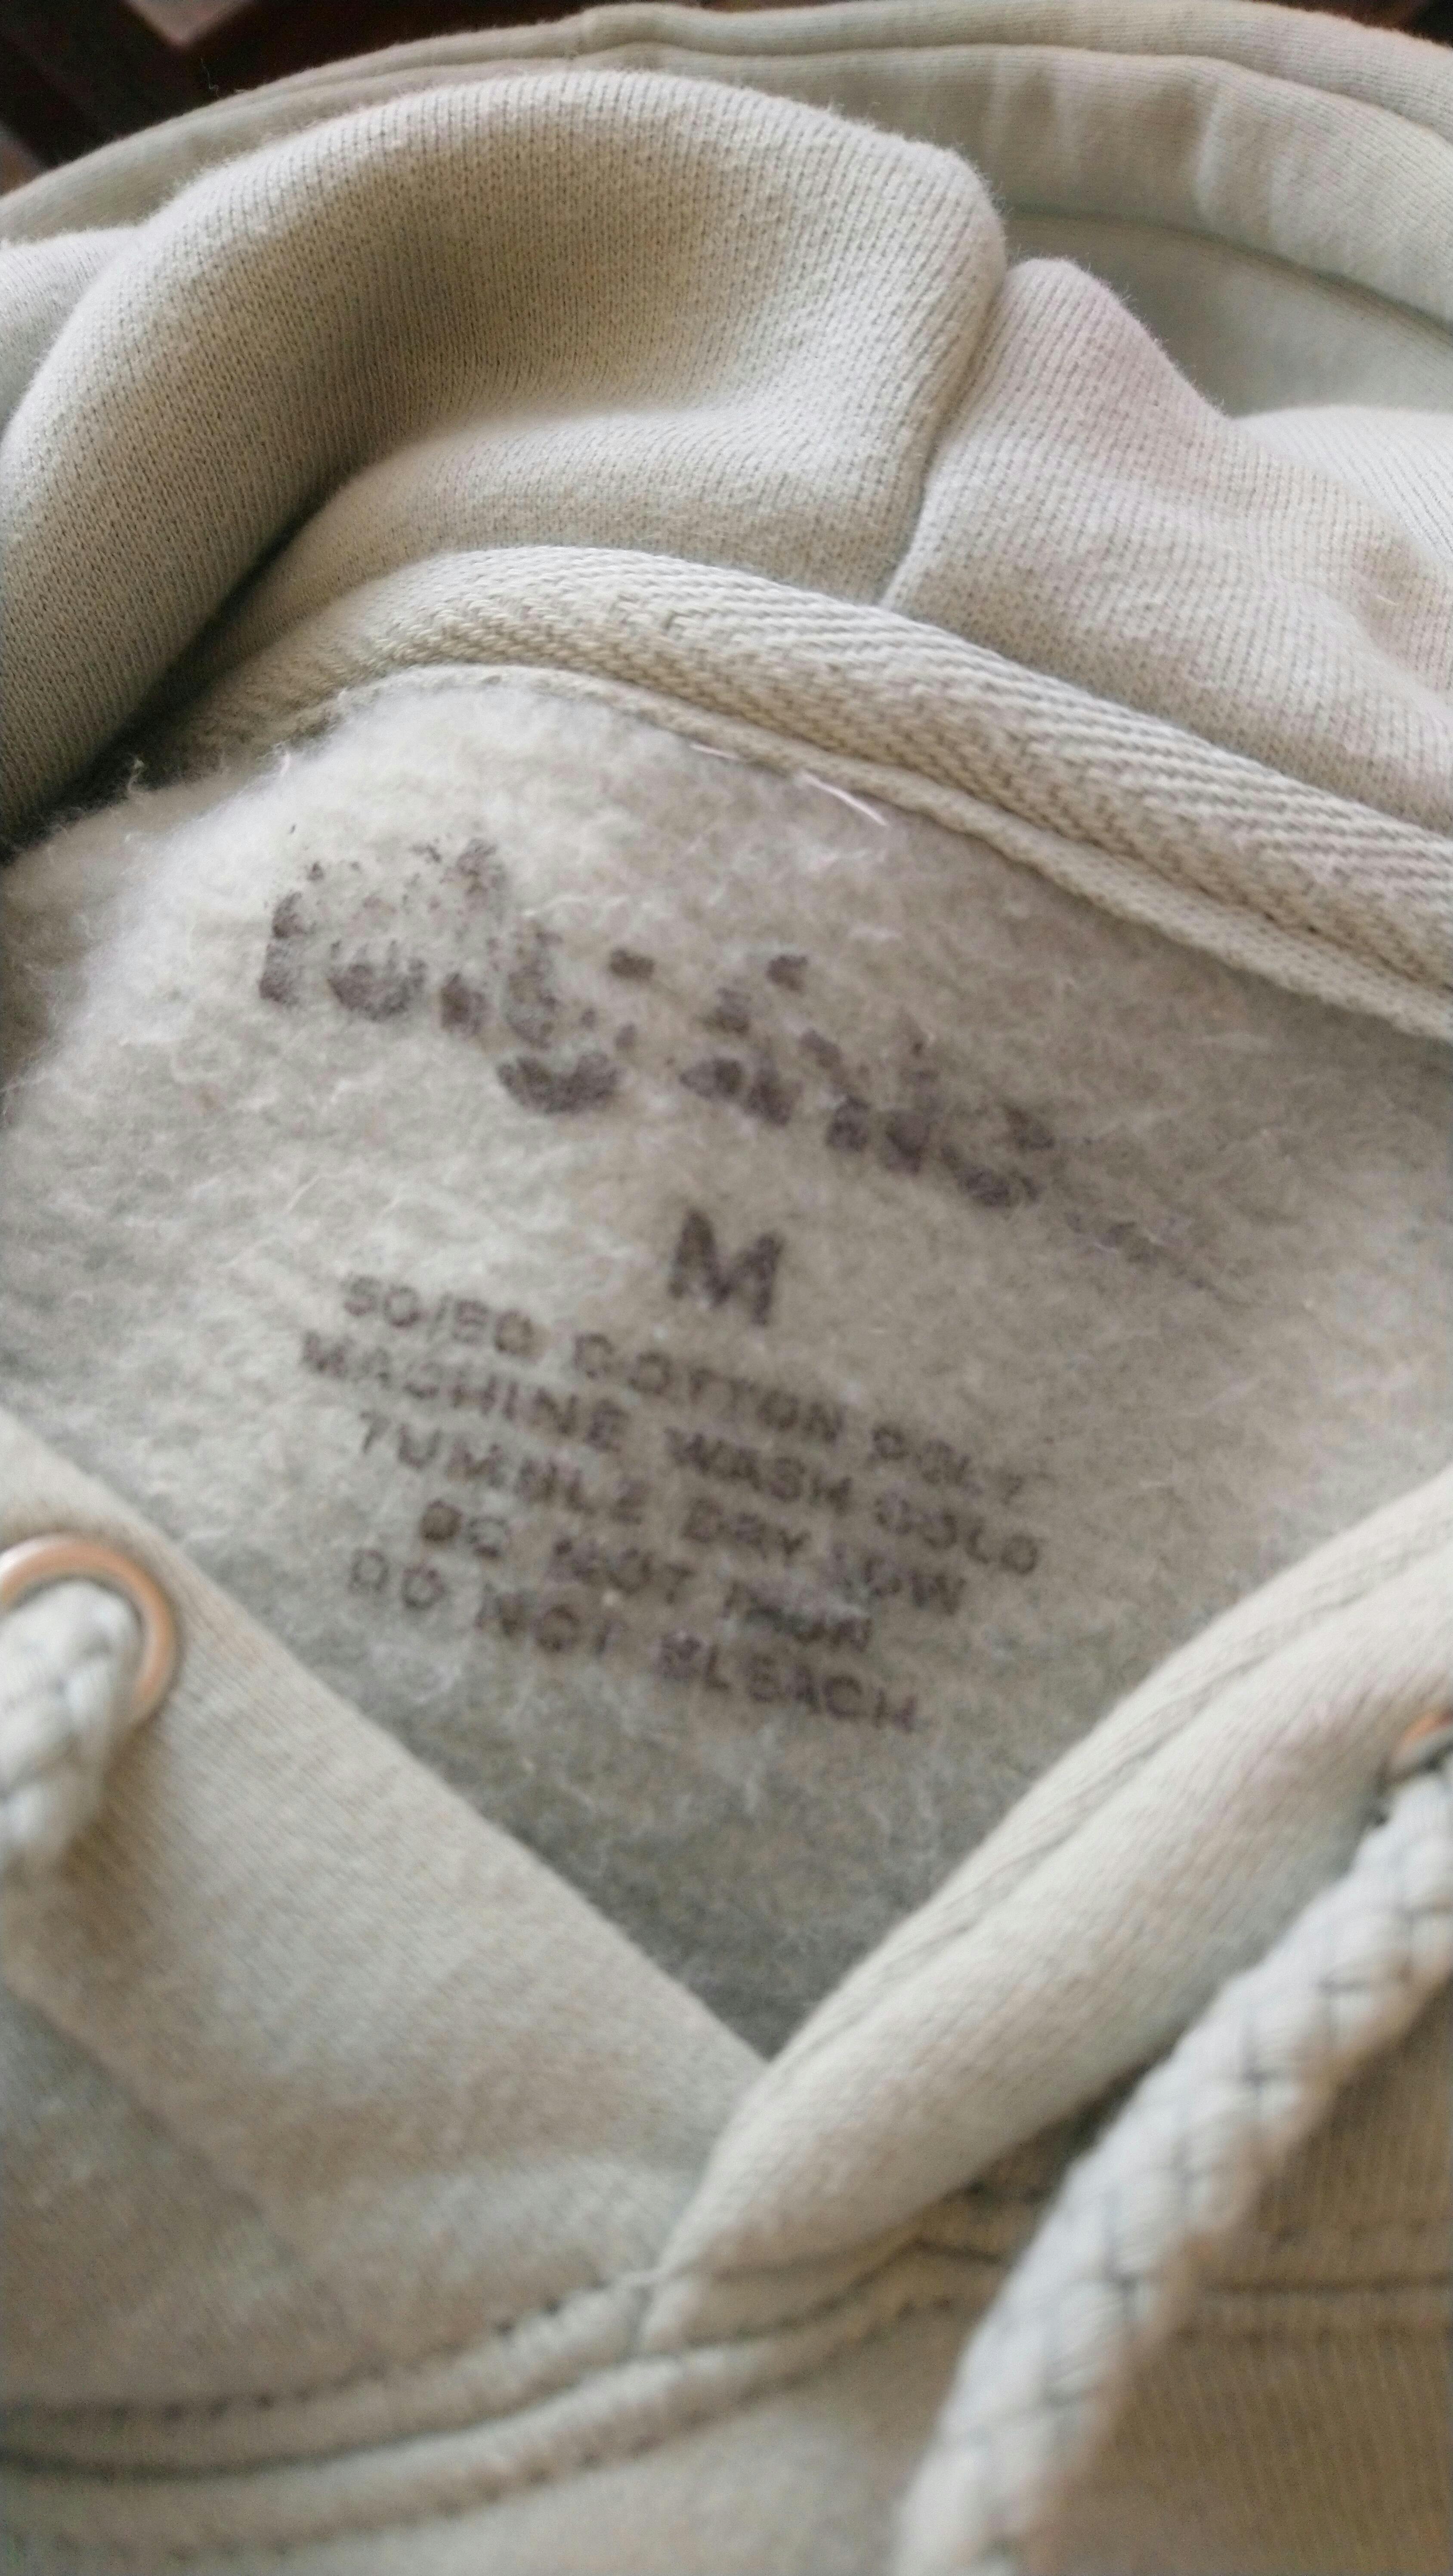 M
50/50 COTTON POLY
MACHINE WASH COLD
TUMBLE DRY LOW
DO NOT IRON
DO NOT BLEACH